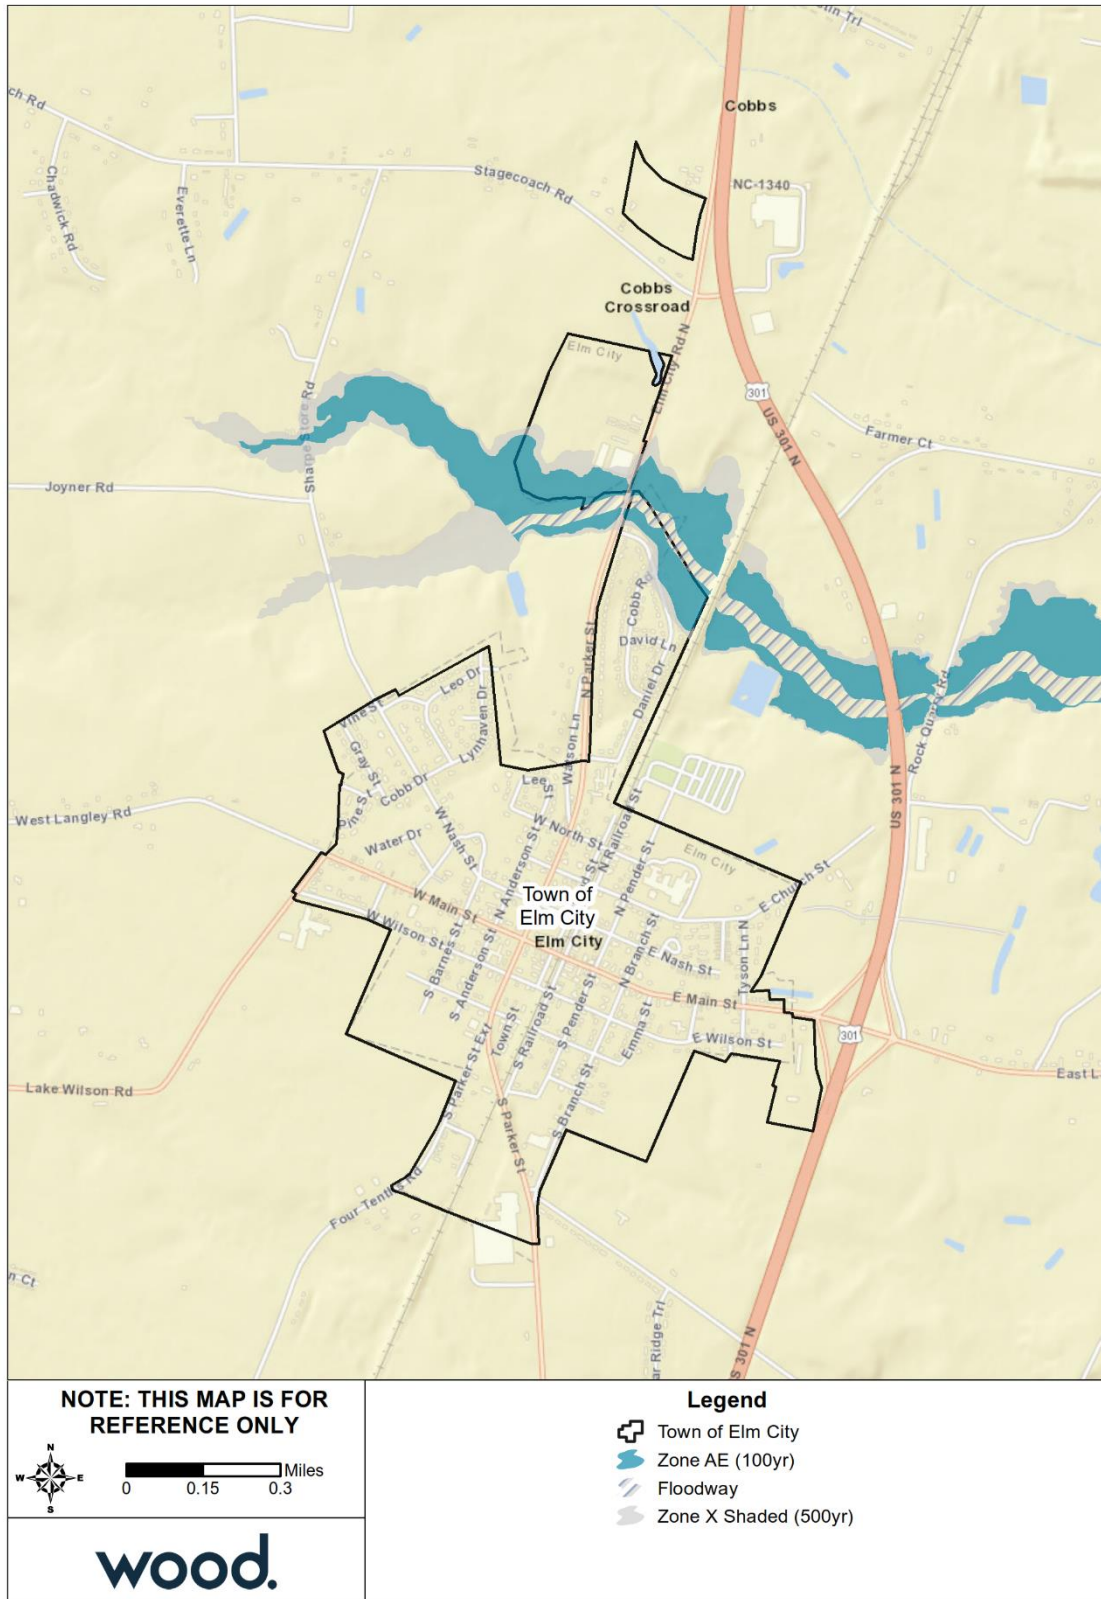 Cobbs
ch Rd
Chadwick Rd
Everette Ln
Stagecoach Rd
NC-1340
Cobbs
Crossroad
Elm City
Elm City Rd N
301
US 301 N
Farmer Ct
Sharpe Store Rd
Joyner Rd
Cobb Rd
David Ln
Daniel Dr
N Parker St
Rock Quarry Rd
US 301 N
Leo Dr
Vine St
Lynhaven Dr
Gray St
Cobb Dr
Pine St
Watson Ln
Lee St
West Langley Rd
Water Dr
W Nash St
W North St
N Railroad St
N Anderson St
N Pender St
Elm City
E Church St
W Main St
Town of
Elm City
Elm City
W Wilson St
S Barnes St
S Anderson St
N Branch St
E Nash St
Tyson Ln N
E Main St
301
E Wilson St
Emma St
S Pender St
S Railroad St
Town St
S Parker St Ext
S Branch St
S Parker St
Lake Wilson Rd
East L
Four Tenths Rd
n Ct
ar Ridge Trl
S 301 N
NOTE: THIS MAP IS FOR
REFERENCE ONLY
N
W E
S
Miles
0 0.15 0.3
wood.
Legend
Town of Elm City
Zone AE (100yr)
Floodway
Zone X Shaded (500yr)